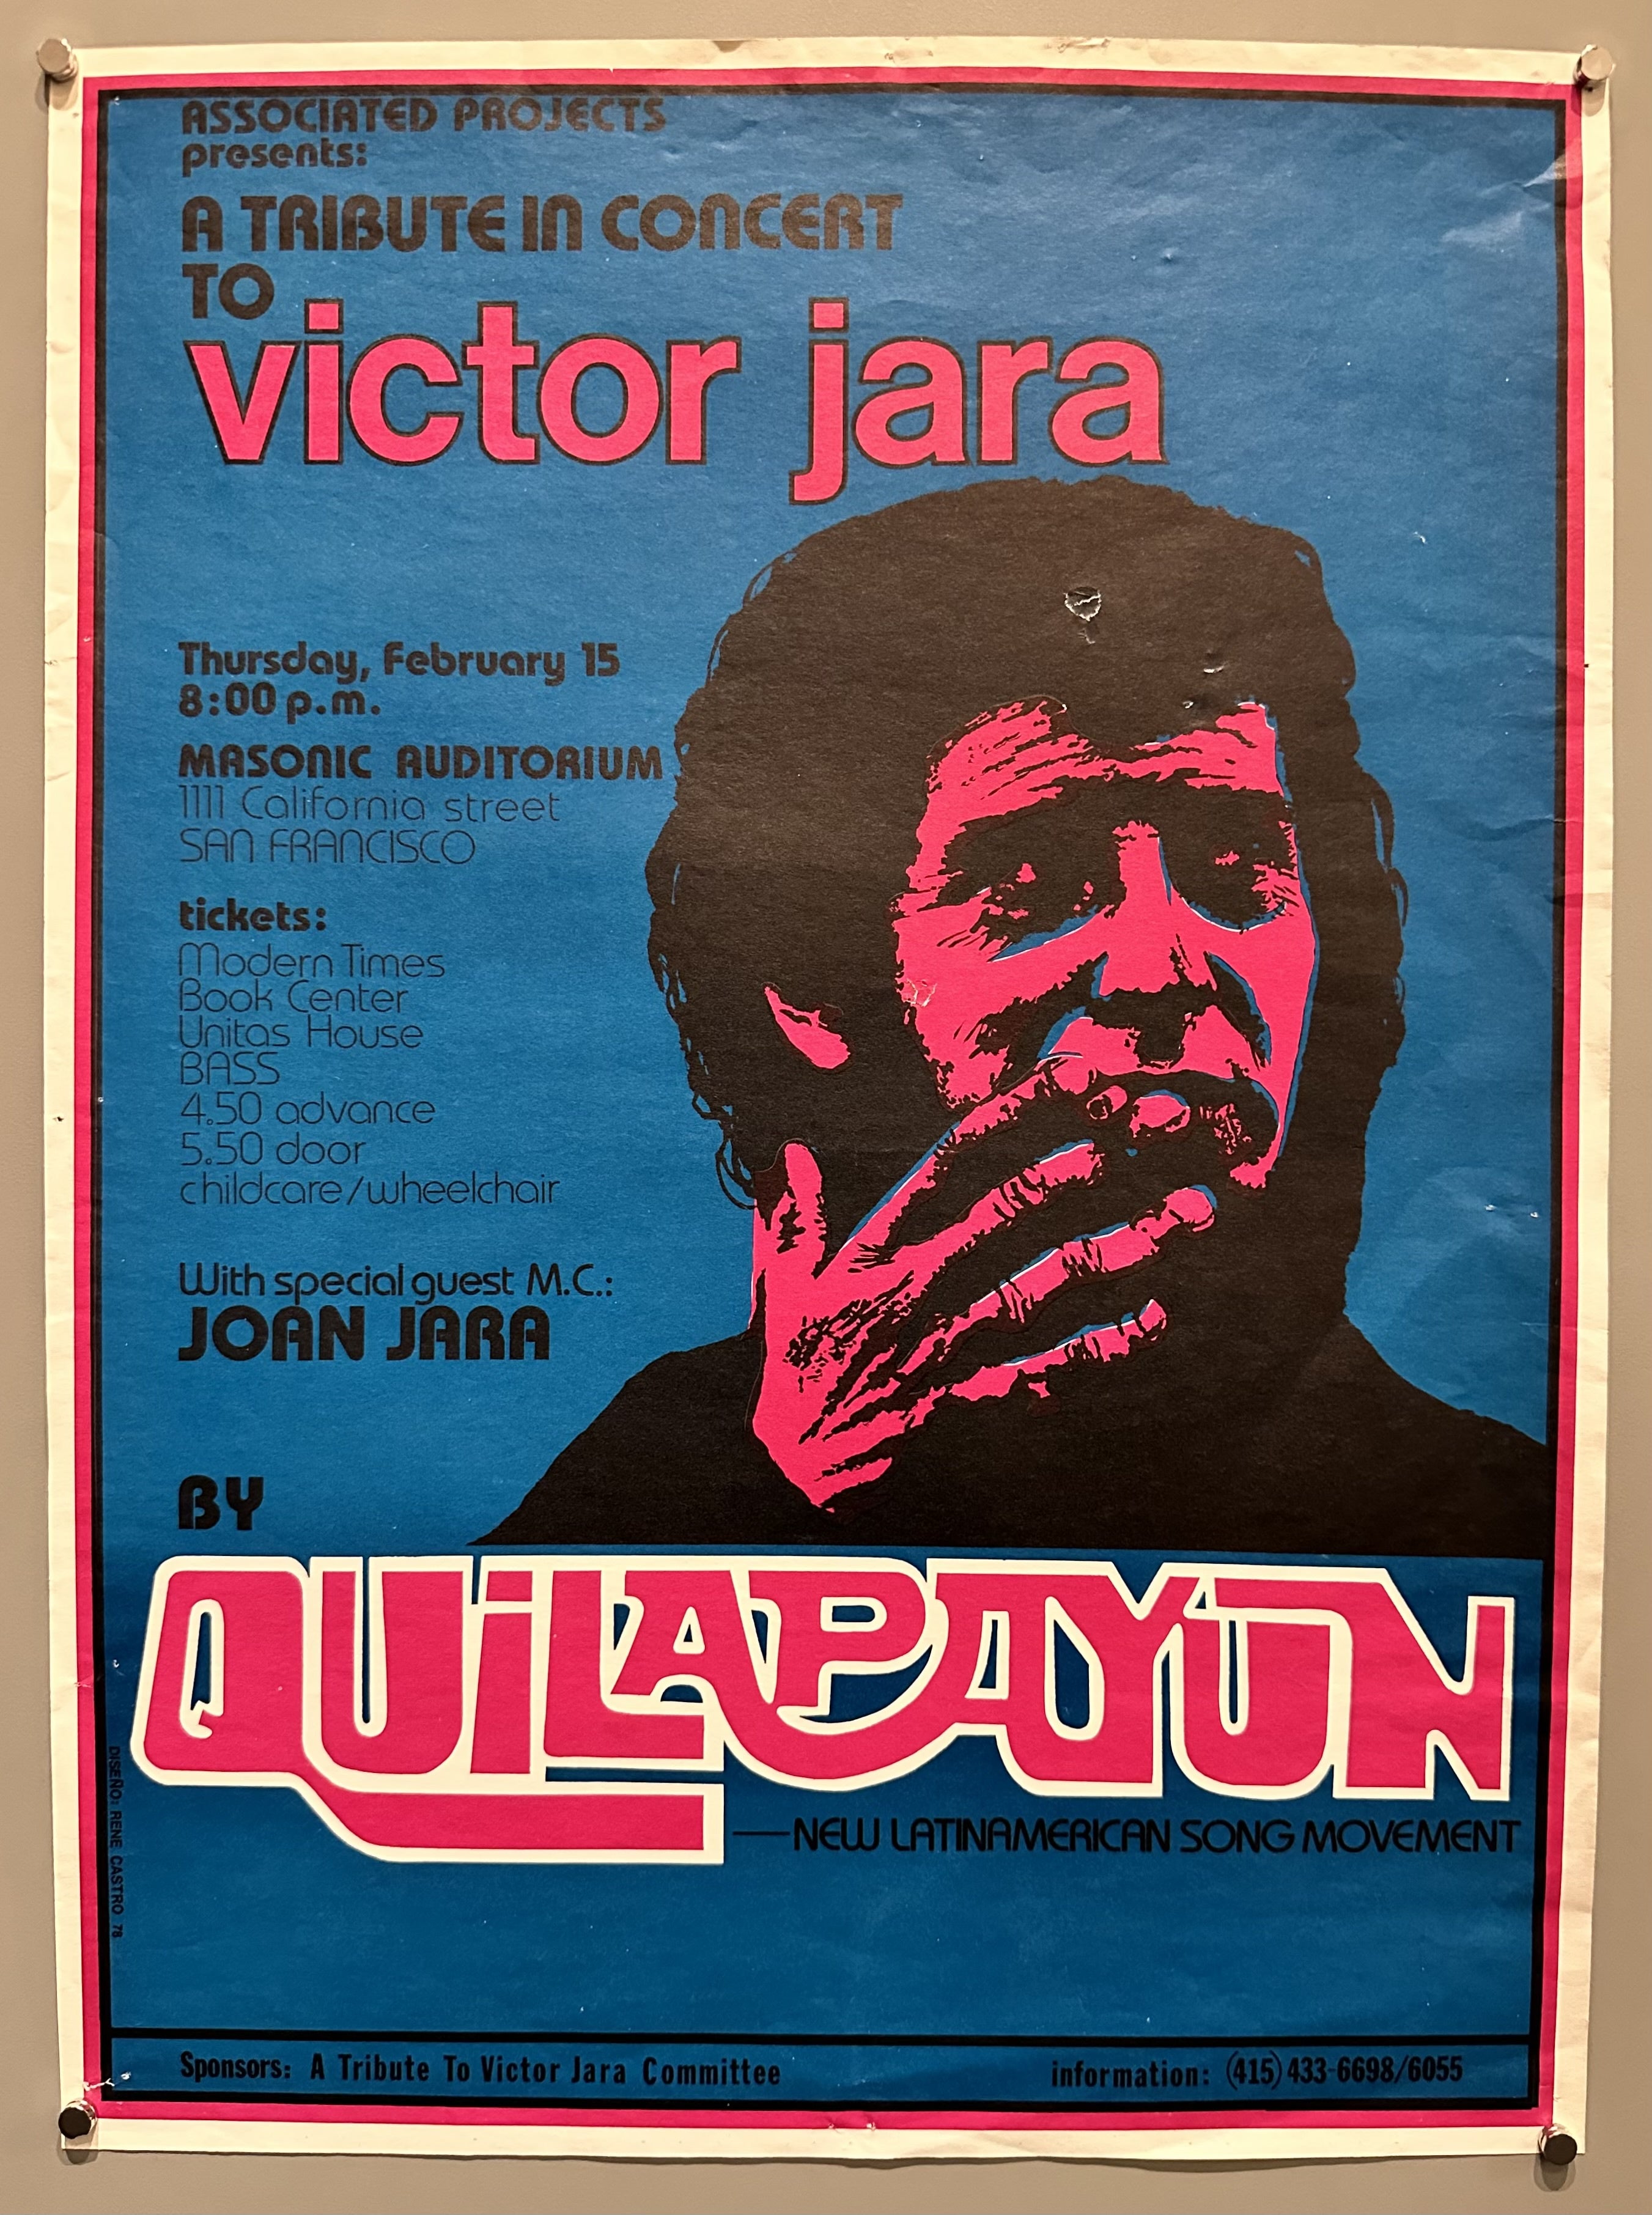 ASSOCIATED PROJECTS
presents:
A TRIBUTE IN CONCERT
TO
victor jara
Thursday, February 15
8:00 p.m.
MASONIC AUDITORIUM
1111 California street
SAN FRANCISCO
tickets:
Modern Times
Book Center
Unitas House
BASS
4.50 advance
5.50 door
childcare/wheelchair
With special guest M.C.:
JOAN JARA
BY
QUILAPAYUN
—NEW LATINAMERICAN SONG MOVEMENT
DISEÑO: RENE CASTRO 78
Sponsors: A Tribute To Victor Jara Committee
information: (415) 433-6698/6055